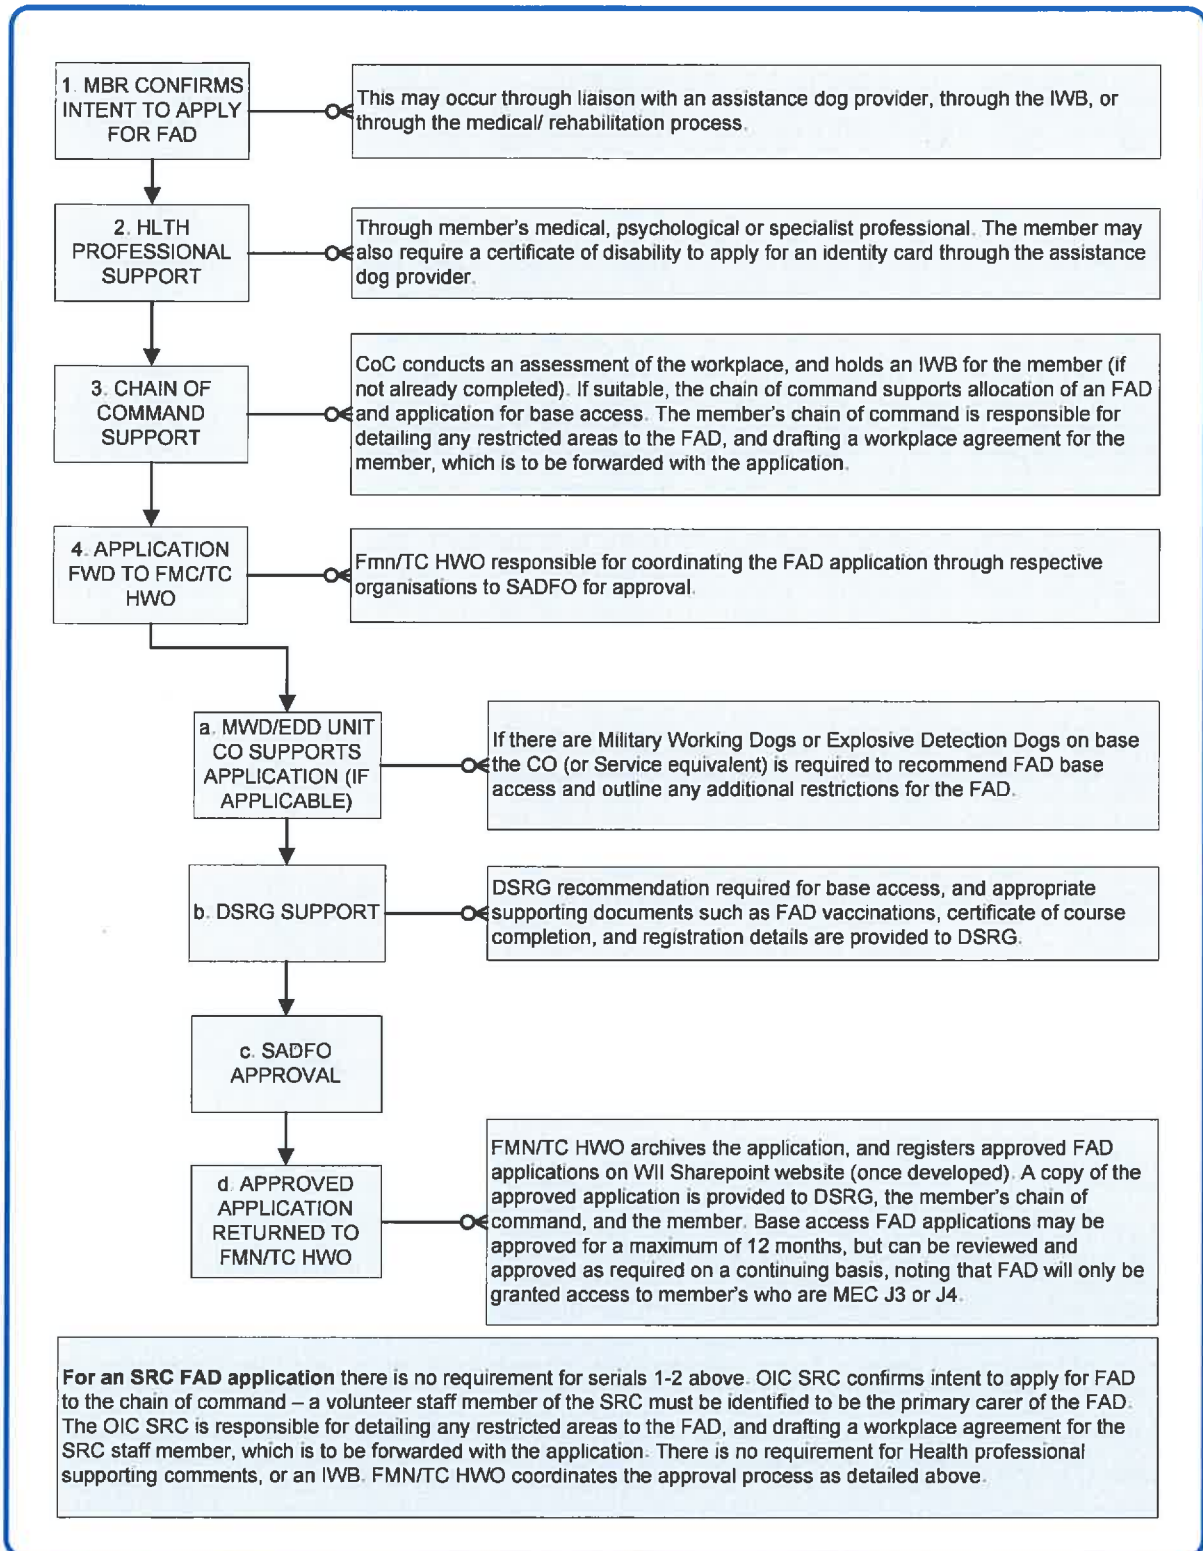 1. MBR CONFIRMS
INTENT TO APPLY
FOR FAD
This may occur through liaison with an assistance dog provider, through the IWB, or
through the medical/ rehabilitation process.
2. HLTH
PROFESSIONAL
SUPPORT
Through member's medical, psychological or specialist professional. The member may
also require a certificate of disability to apply for an identity card through the assistance
dog provider.
3. CHAIN OF
COMMAND
SUPPORT
CoC conducts an assessment of the workplace, and holds an IWB for the member (if
not already completed). If suitable, the chain of command supports allocation of an FAD
and application for base access. The member's chain of command is responsible for
detailing any restricted areas to the FAD, and drafting a workplace agreement for the
member, which is to be forwarded with the application.
4. APPLICATION
FWD TO FMC/TC
HWO
Fmn/TC HWO responsible for coordinating the FAD application through respective
organisations to SADFO for approval.
a. MWD/EDD UNIT
CO SUPPORTS
APPLICATION (IF
APPLICABLE)
If there are Military Working Dogs or Explosive Detection Dogs on base
the CO (or Service equivalent) is required to recommend FAD base
access and outline any additional restrictions for the FAD.
b. DSRG SUPPORT
DSRG recommendation required for base access, and appropriate
supporting documents such as FAD vaccinations, certificate of course
completion, and registration details are provided to DSRG.
c. SADFO
APPROVAL
d. APPROVED
APPLICATION
RETURNED TO
FMN/TC HWO
FMN/TC HWO archives the application, and registers approved FAD
applications on WII Sharepoint website (once developed). A copy of the
approved application is provided to DSRG, the member's chain of
command, and the member. Base access FAD applications may be
approved for a maximum of 12 months, but can be reviewed and
approved as required on a continuing basis, noting that FAD will only be
granted access to member's who are MEC J3 or J4.
For an SRC FAD application there is no requirement for serials 1-2 above. OIC SRC confirms intent to apply for FAD
to the chain of command – a volunteer staff member of the SRC must be identified to be the primary carer of the FAD.
The OIC SRC is responsible for detailing any restricted areas to the FAD, and drafting a workplace agreement for the
SRC staff member, which is to be forwarded with the application. There is no requirement for Health professional
supporting comments, or an IWB. FMN/TC HWO coordinates the approval process as detailed above.